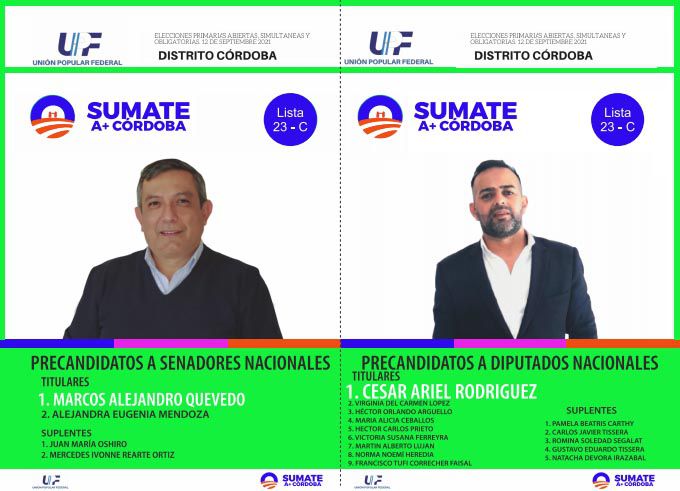 UF
UNIÓN POPULAR FEDERAL
ELECCIONES PRIMARIAS ABIERTAS, SIMULTANEAS Y
OBLIGATORIAS. 12 DE SEPTIEMBRE 2021
DISTRITO CÓRDOBA
SUMATE
A+ CÓRDOBA
Lista
23 - C
PRECANDIDATOS A SENADORES NACIONALES
TITULARES
1. MARCOS ALEJANDRO QUEVEDO
2. ALEJANDRA EUGENIA MENDOZA
SUPLENTES
1. JUAN MARÍA OSHIRO
2. MERCEDES IVONNE REARTE ORTIZ
UF
UNIÓN POPULAR FEDERAL
SUMATE
A+ CÓRDOBA
UF
UNIÓN POPULAR FEDERAL
ELECCIONES PRIMARIAS ABIERTAS, SIMULTANEAS Y
OBLIGATORIAS. 12 DE SEPTIEMBRE 2021
DISTRITO CÓRDOBA
SUMATE
A+ CÓRDOBA
Lista
23 - C
PRECANDIDATOS A DIPUTADOS NACIONALES
TITULARES
1. CESAR ARIEL RODRIGUEZ
2. VIRGINIA DEL CARMEN LOPEZ
3. HÉCTOR ORLANDO ARGUELLO
4. MARIA ALICIA CEBALLOS
5. HECTOR CARLOS PRIETO
6. VICTORIA SUSANA FERREYRA
7. MARTIN ALBERTO LUJAN
8. NORMA NOEMÍ HEREDIA
9. FRANCISCO TUFI CORRECHER FAISAL
SUPLENTES
1. PAMELA BEATRIS CARTHY
2. CARLOS JAVIER TISSERA
3. ROMINA SOLEDAD SEGALAT
4. GUSTAVO EDUARDO TISSERA
5. NATACHA DEVORA IRAZABAL
UF
UNIÓN POPULAR FEDERAL
SUMATE
A+ CÓRDOBA